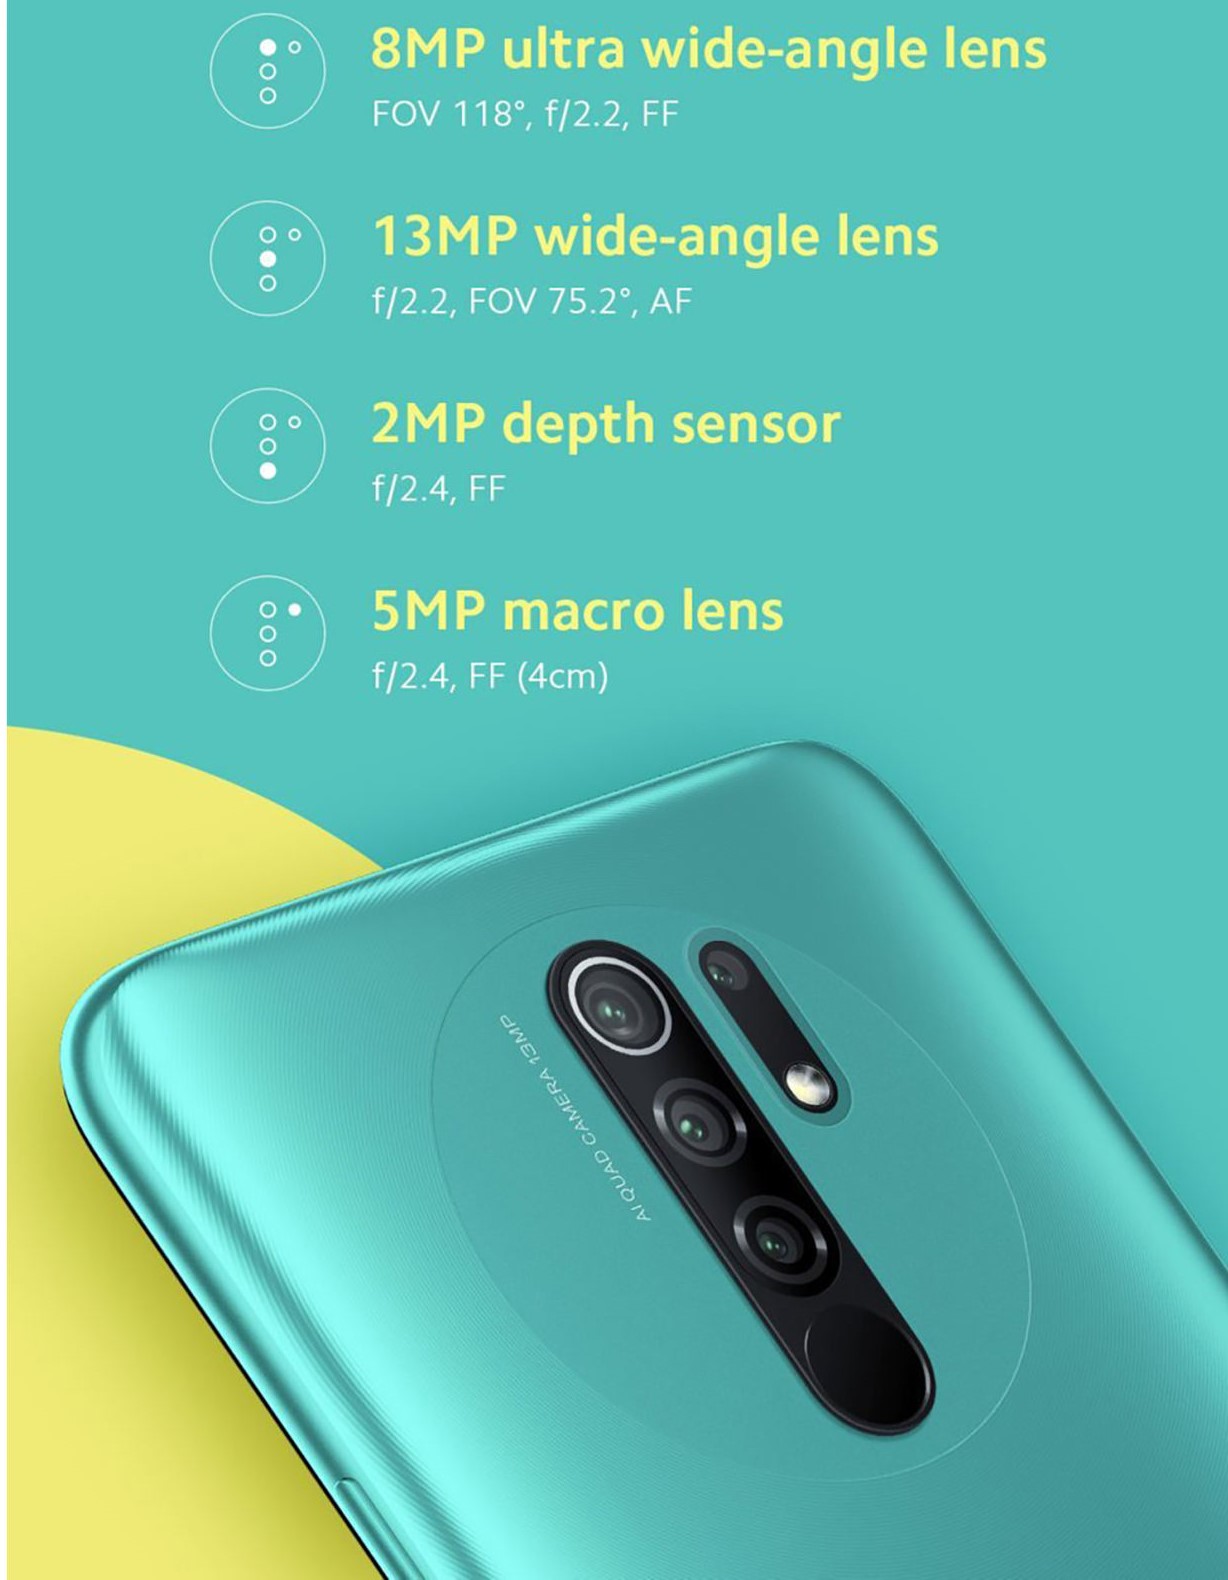 8MP ultra wide-angle lens
FOV 118°, f/2.2, FF
13MP wide-angle lens
f/2.2, FOV 75.2°, AF
2MP depth sensor
f/2.4, FF
5MP macro lens
f/2.4, FF (4cm)
AI QUAD CAMERA 13MP